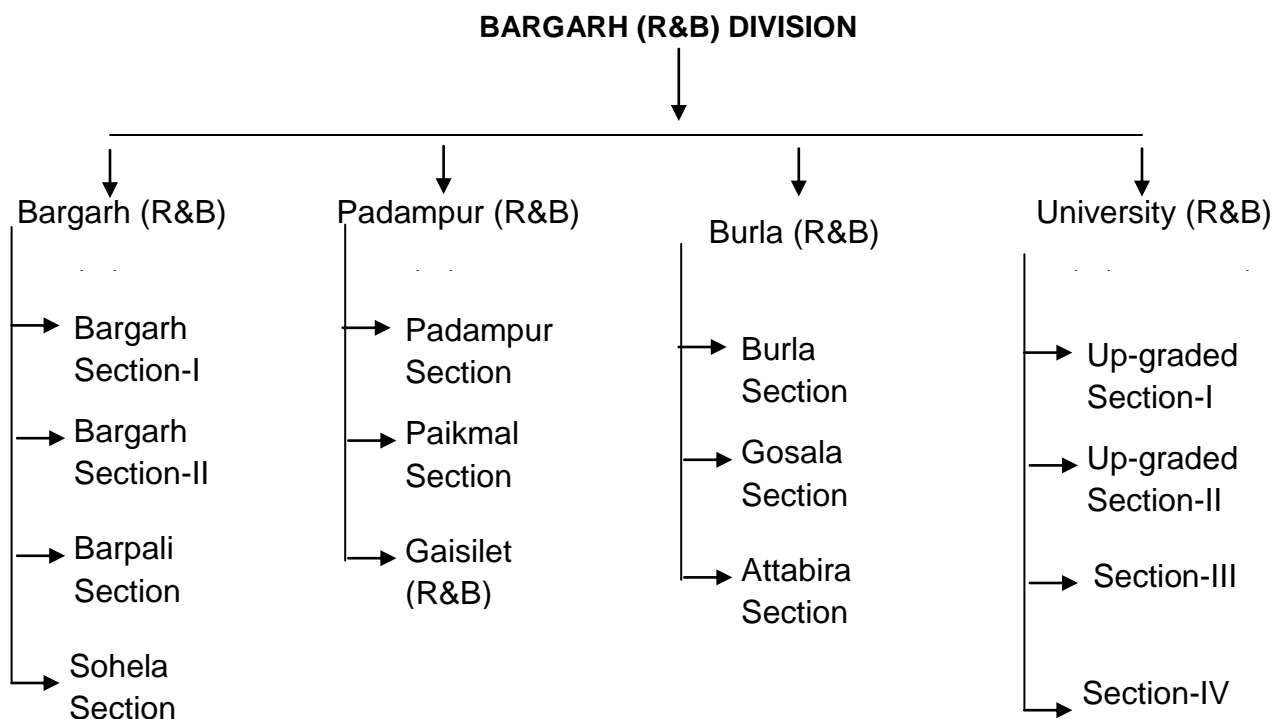 BARGARH (R&B) DIVISION
Bargarh (R&B)
Padampur (R&B)
Burla (R&B)
University (R&B)
Bargarh
Section-I
Bargarh
Section-II
Barpali
Section
Sohela
Section
Padampur
Section
Paikmal
Section
Gaisilet
(R&B)
Burla
Section
Gosala
Section
Attabira
Section
Up-graded
Section-I
Up-graded
Section-II
Section-III
Section-IV